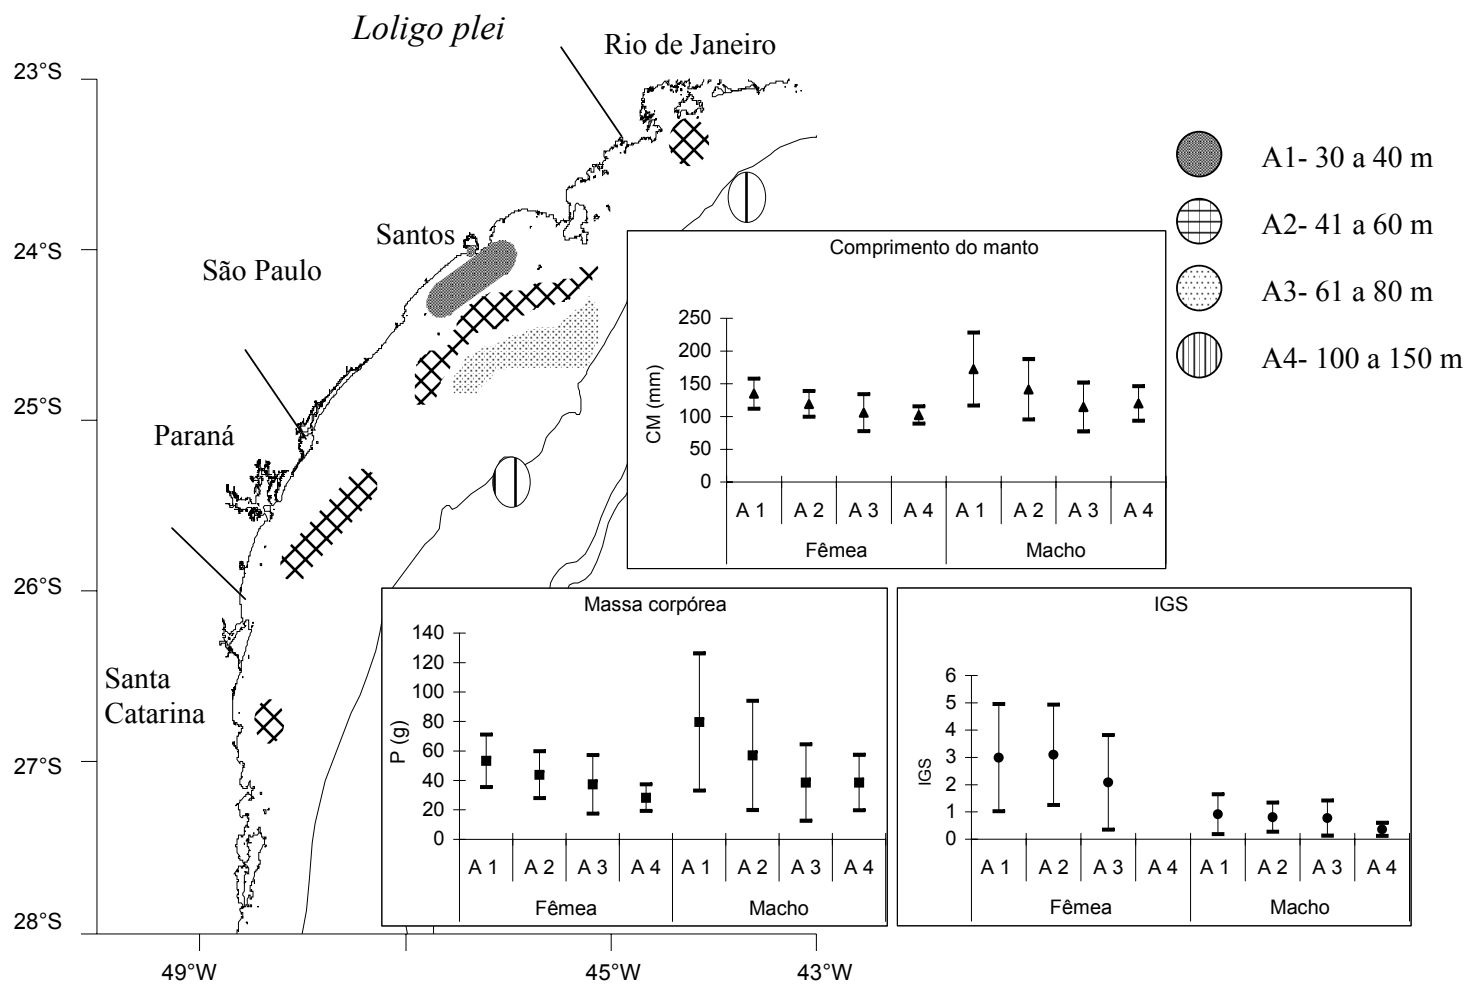 Loligo plei
Rio de Janeiro
23°S
A1- 30 a 40 m
A2- 41 a 60 m
A3- 61 a 80 m
A4- 100 a 150 m
Santos
24°S
São Paulo
Comprimento do manto
CM (mm)
250
200
150
100
50
0
A 1 A 2 A 3 A 4 A 1 A 2 A 3 A 4
Fêmea Macho
25°S
Paraná
26°S
Massa corpórea
P (g)
140
120
100
80
60
40
20
0
A 1 A 2 A 3 A 4 A 1 A 2 A 3 A 4
Fêmea Macho
IGS
IGS
6
5
4
3
2
1
0
A 1 A 2 A 3 A 4 A 1 A 2 A 3 A 4
Fêmea Macho
Santa
Catarina
27°S
28°S
49°W 45°W 43°W